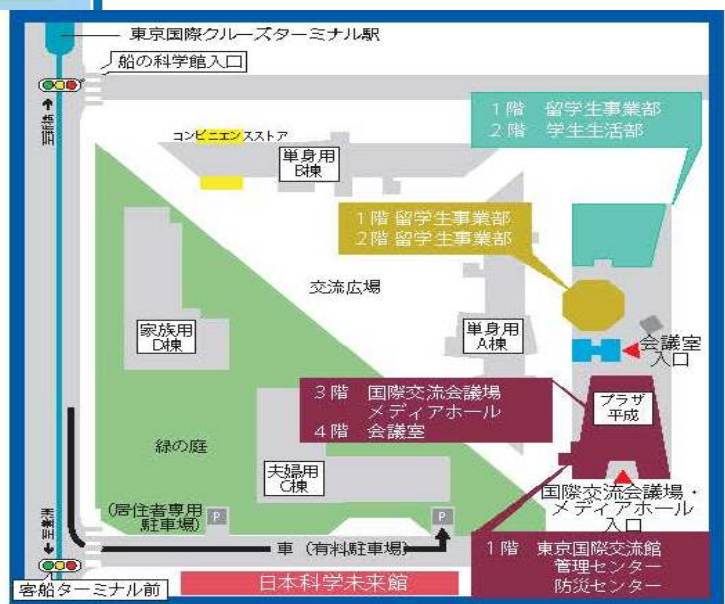 東京国際クルーズターミナル駅
船の科学館入口
1階 留学生事業部
2階 学生生活部
コンビニエンスストア
単身用
B棟
1階 留学生事業部
2階 留学生事業部
交流広場
家族用
D棟
単身用
A棟
会議室
入口
3階 国際交流会議場
メディアホール
4階 会議室
プラザ
平成
緑の庭
夫婦用
C棟
国際交流会議場・
メディアホール
入口
(居住者専用
駐車場)
P
P
車 (有料駐車場)
1階 東京国際交流館
管理センター
防災センター
客船ターミナル前
日本科学未来館